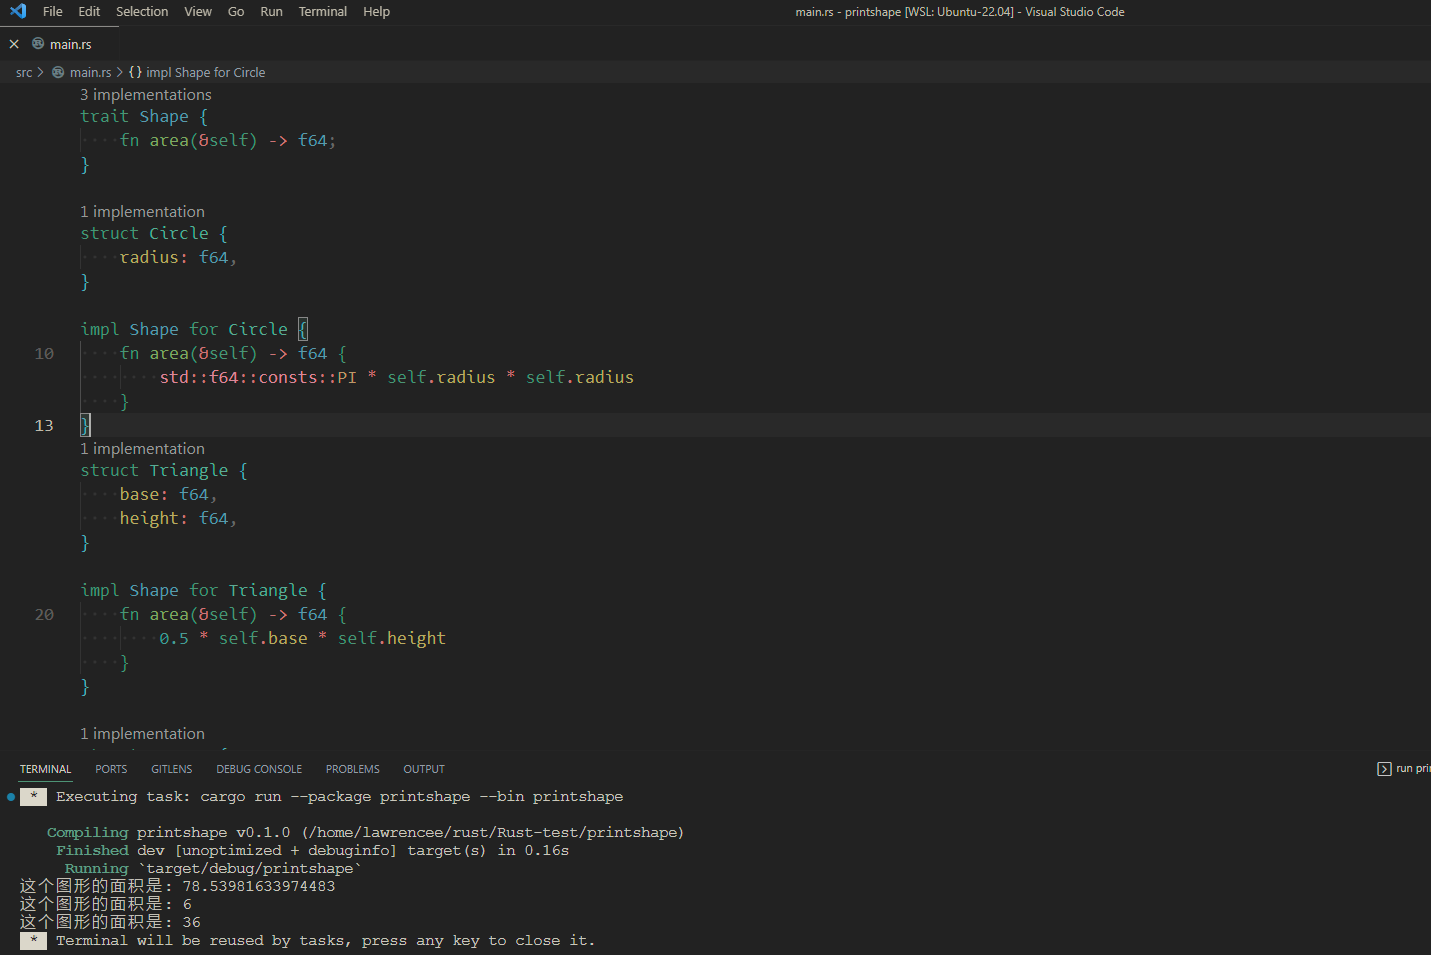 File Edit Selection View Go Run Terminal Help main.rs - printshape [WSL: Ubuntu-22.04] - Visual Studio Code
main.rs
src > main.rs > {} impl Shape for Circle
3 implementations
trait Shape {
····fn area(&self) -> f64;
}
1 implementation
struct Circle {
····radius: f64,
}
impl Shape for Circle {
10 ····fn area(&self) -> f64 {
········std::f64::consts::PI * self.radius * self.radius
····}
13 }
1 implementation
struct Triangle {
····base: f64,
····height: f64,
}
impl Shape for Triangle {
20 ····fn area(&self) -> f64 {
········0.5 * self.base * self.height
····}
}
1 implementation
TERMINAL PORTS GITLENS DEBUG CONSOLE PROBLEMS OUTPUT run
* Executing task: cargo run --package printshape --bin printshape
Compiling printshape v0.1.0 (/home/lawrencee/rust/Rust-test/printshape)
Finished dev [unoptimized + debuginfo] target(s) in 0.16s
Running `target/debug/printshape`
这个图形的面积是: 78.53981633974483
这个图形的面积是: 6
这个图形的面积是: 36
* Terminal will be reused by tasks, press any key to close it.